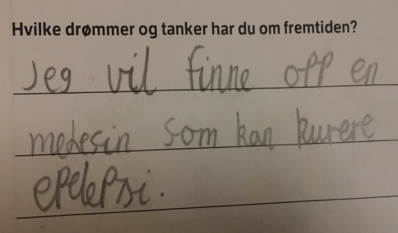 Hvilke drømmer og tanker har du om fremtiden?
Jeg vil finne opp en
medesin som kan kurere
epelepsi.